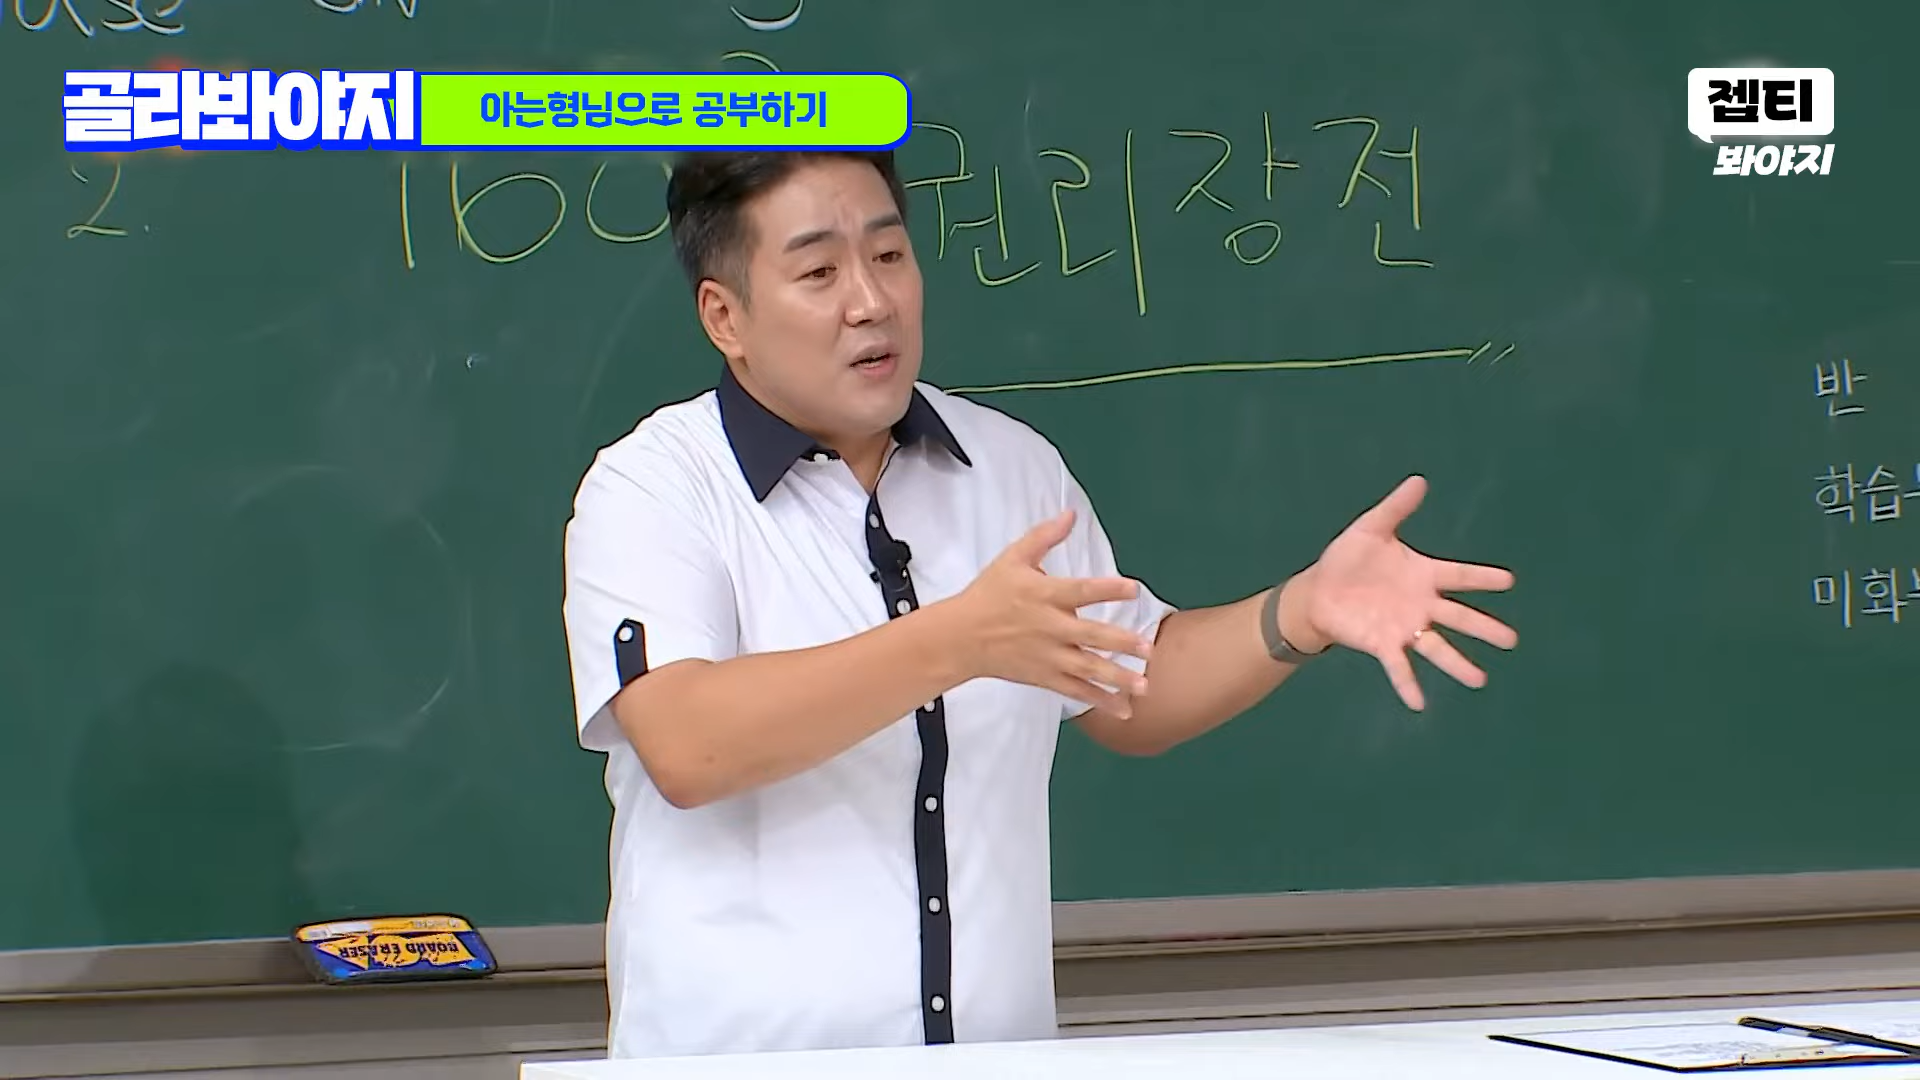 골라봐야지 아는형님으로 공부하기
젭티
봐야지
2. 권리장전
반
학습
미화
BOARD ERASER